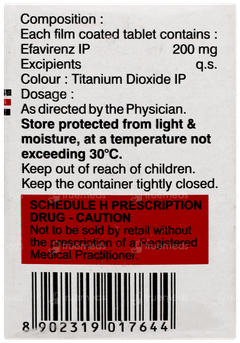 Composition :
Each film coated tablet contains :
Efavirenz IP 200 mg
Excipients q.s.
Colour : Titanium Dioxide IP
Dosage :
As directed by the Physician.
Store protected from light &
moisture, at a temperature not
exceeding 30°C.
Keep out of reach of children.
Keep the container tightly closed.
SCHEDULE H PRESCRIPTION
DRUG - CAUTION
Not to be sold by retail without
the prescription of a Registered
Medical Practitioner.
8 902319 017644